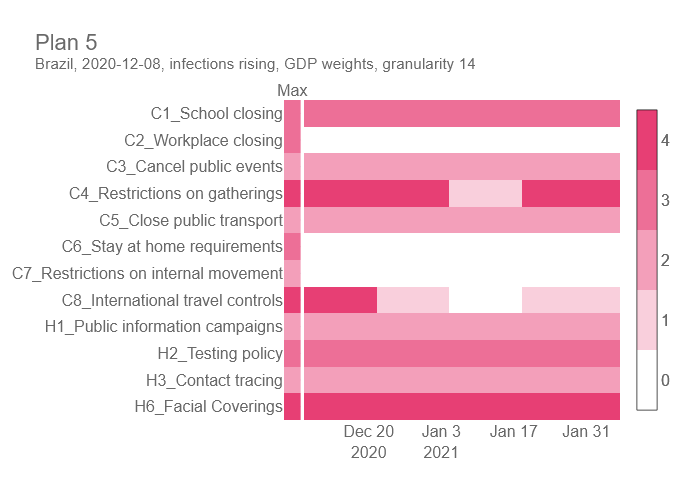 Plan 5
Brazil, 2020-12-08, infections rising, GDP weights, granularity 14
Max
C1_School closing
C2_Workplace closing
C3_Cancel public events
C4_Restrictions on gatherings
C5_Close public transport
C6_Stay at home requirements
C7_Restrictions on internal movement
C8_International travel controls
H1_Public information campaigns
H2_Testing policy
H3_Contact tracing
H6_Facial Coverings
Dec 20 Jan 3 Jan 17 Jan 31
2020 2021
4
3
2
1
0